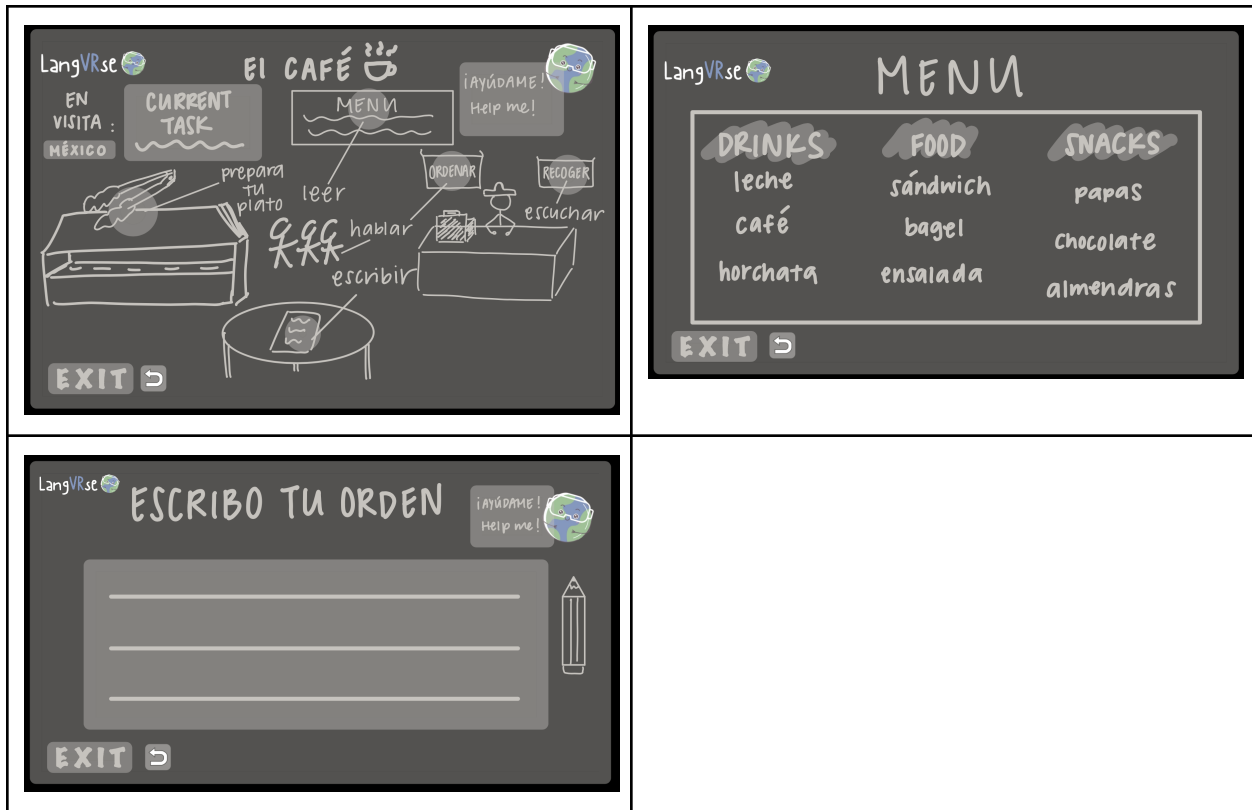 LangVRse
El CAFÉ
¡AYÚDAME!
Help me!
EN
VISITA :
MÉXICO
CURRENT
TASK
MENU
ORDENAR
RECOGER
prepara
tu
plato
leer
hablar
escuchar
escribir
EXIT
LangVRse
MENU
DRINKS
leche
café
horchata
FOOD
sándwich
bagel
ensalada
SNACKS
papas
chocolate
almendras
EXIT
LangVRse
ESCRIBO TU ORDEN
¡AYÚDAME!
Help me!
EXIT